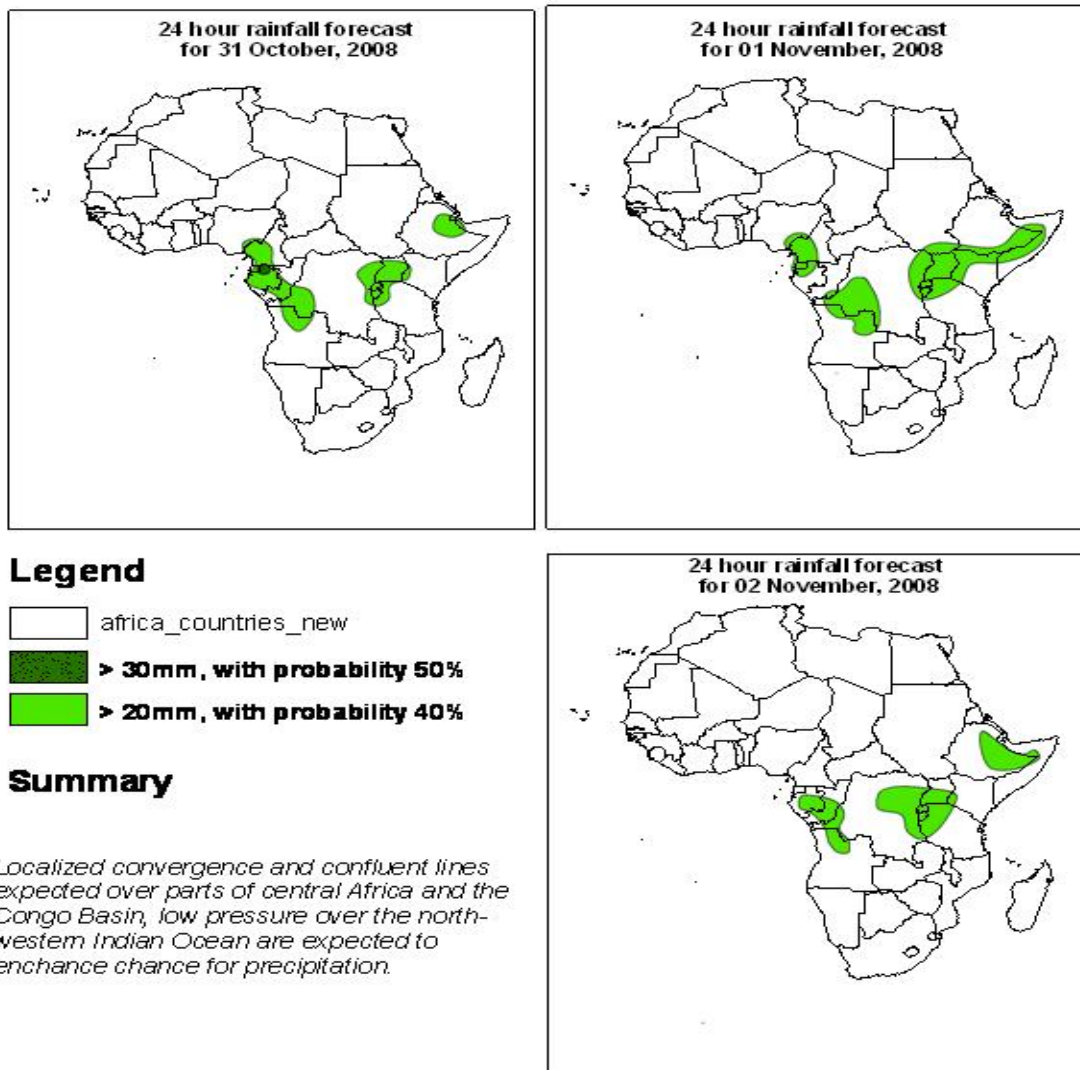 24 hour rainfall forecast
for 31 October, 2008
24 hour rainfall forecast
for 01 November, 2008
Legend
africa_countries_new
> 30mm, with probability 50%
> 20mm, with probability 40%
Summary
Localized convergence and confluent lines
expected over parts of central Africa and the
Congo Basin, low pressure over the north-
western Indian Ocean are expected to
enchance chance for precipitation.
24 hour rainfall forecast
for 02 November, 2008